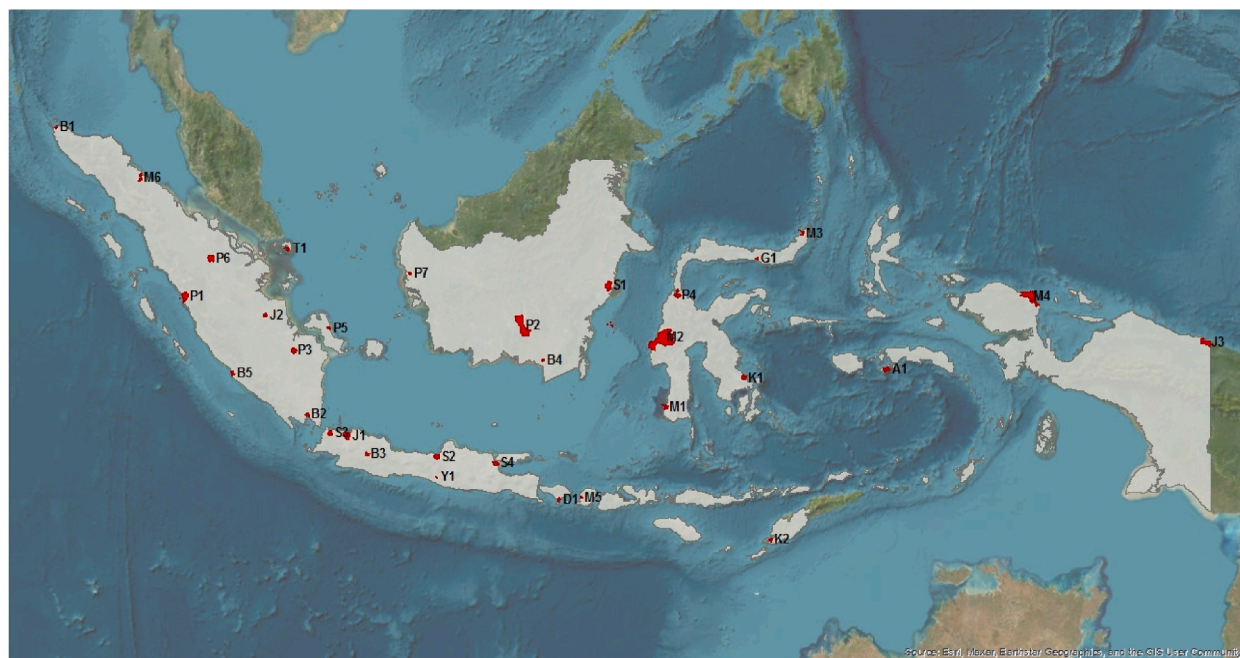 B1
M6
T1
M3
P6
G1
P7
S1
P4
P1
M4
J2
P2
P5
M2
J3
P3
B4
A1
B5
K1
M1
B2
S3
J1
B3
S2
S4
Y1
D1
M5
K2
Source: Esri, Maxar, Earthstar Geographics, and the GIS User Communit